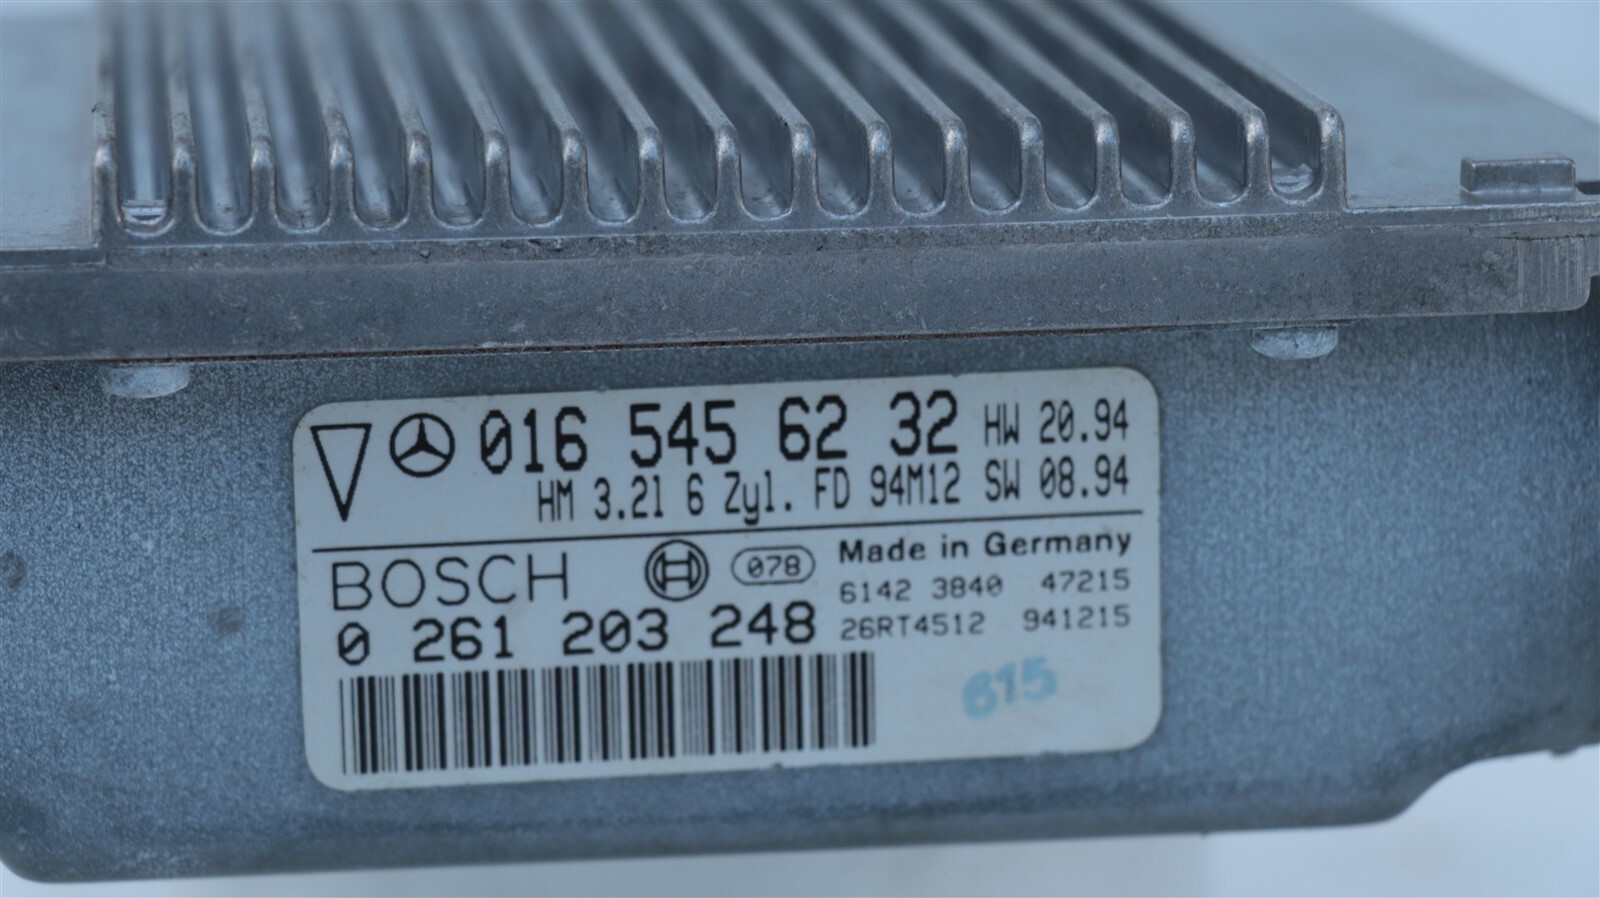 016 545 62 32 HW 20.94
HM 3.2l 6 Zyl. FD 94M12 SW 08.94
BOSCH 078 Made in Germany
6142 3840 47215
0 261 203 248 26RT4512 941215
615